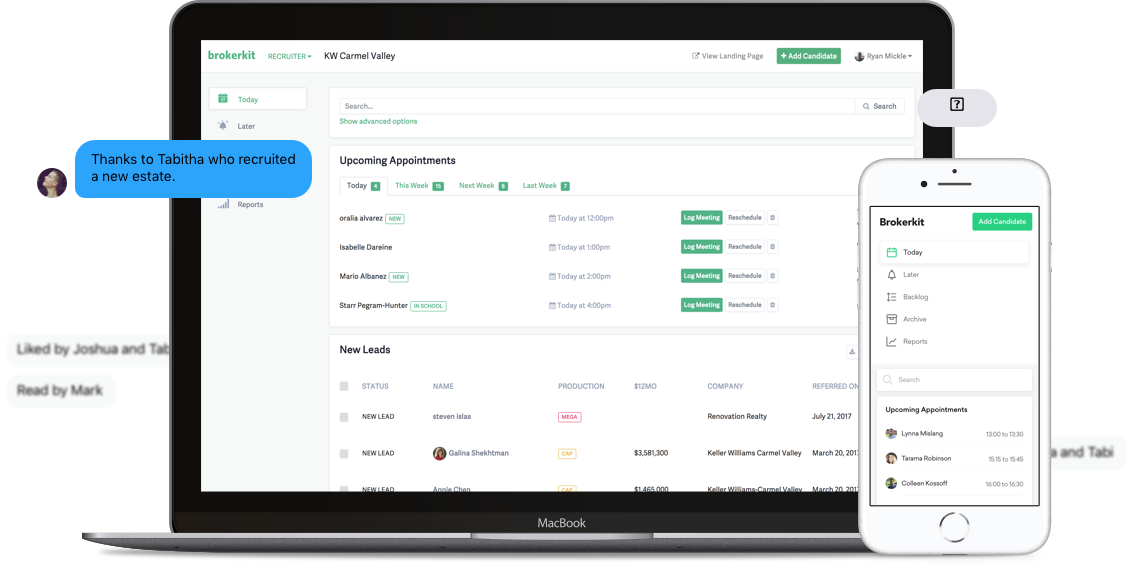 brokerkit RECRUITER KW Carmel Valley View Landing Page + Add Candidate Ryan Mickle
Today
Later
Reports
Thanks to Tabitha who recruited
a new estate.
Liked by Joshua and Tab
Read by Mark
Search... Search
Show advanced options
Upcoming Appointments
Today 4 This Week 15 Next Week 6 Last Week 7
oralia alvarez NEW Today at 12:00pm Log Meeting Reschedule
Isabelle Dareine Today at 1:00pm Log Meeting Reschedule
Mario Albanez NEW Today at 2:00pm Log Meeting Reschedule
Starr Pegram-Hunter IN SCHOOL Today at 4:00pm Log Meeting Reschedule
New Leads
STATUS NAME PRODUCTION $12MO COMPANY REFERRED ON
NEW LEAD steven islas MEGA Renovation Realty July 21, 2017
NEW LEAD Galina Shekhtman CAP $3,581,300 Keller Williams Carmel Valley March 20, 2017
NEW LEAD Annie Chen CAP $1,465,000 Keller Williams-Carmel Valley March 20, 2017
MacBook
?
Brokerkit Add Candidate
Today
Later
Backlog
Archive
Reports
Search
Upcoming Appointments
Lynna Mislang 13:00 to 13:30
Tarama Robinson 15:15 to 15:45
Colleen Kossoff 16:00 to 16:30
a and Tabi